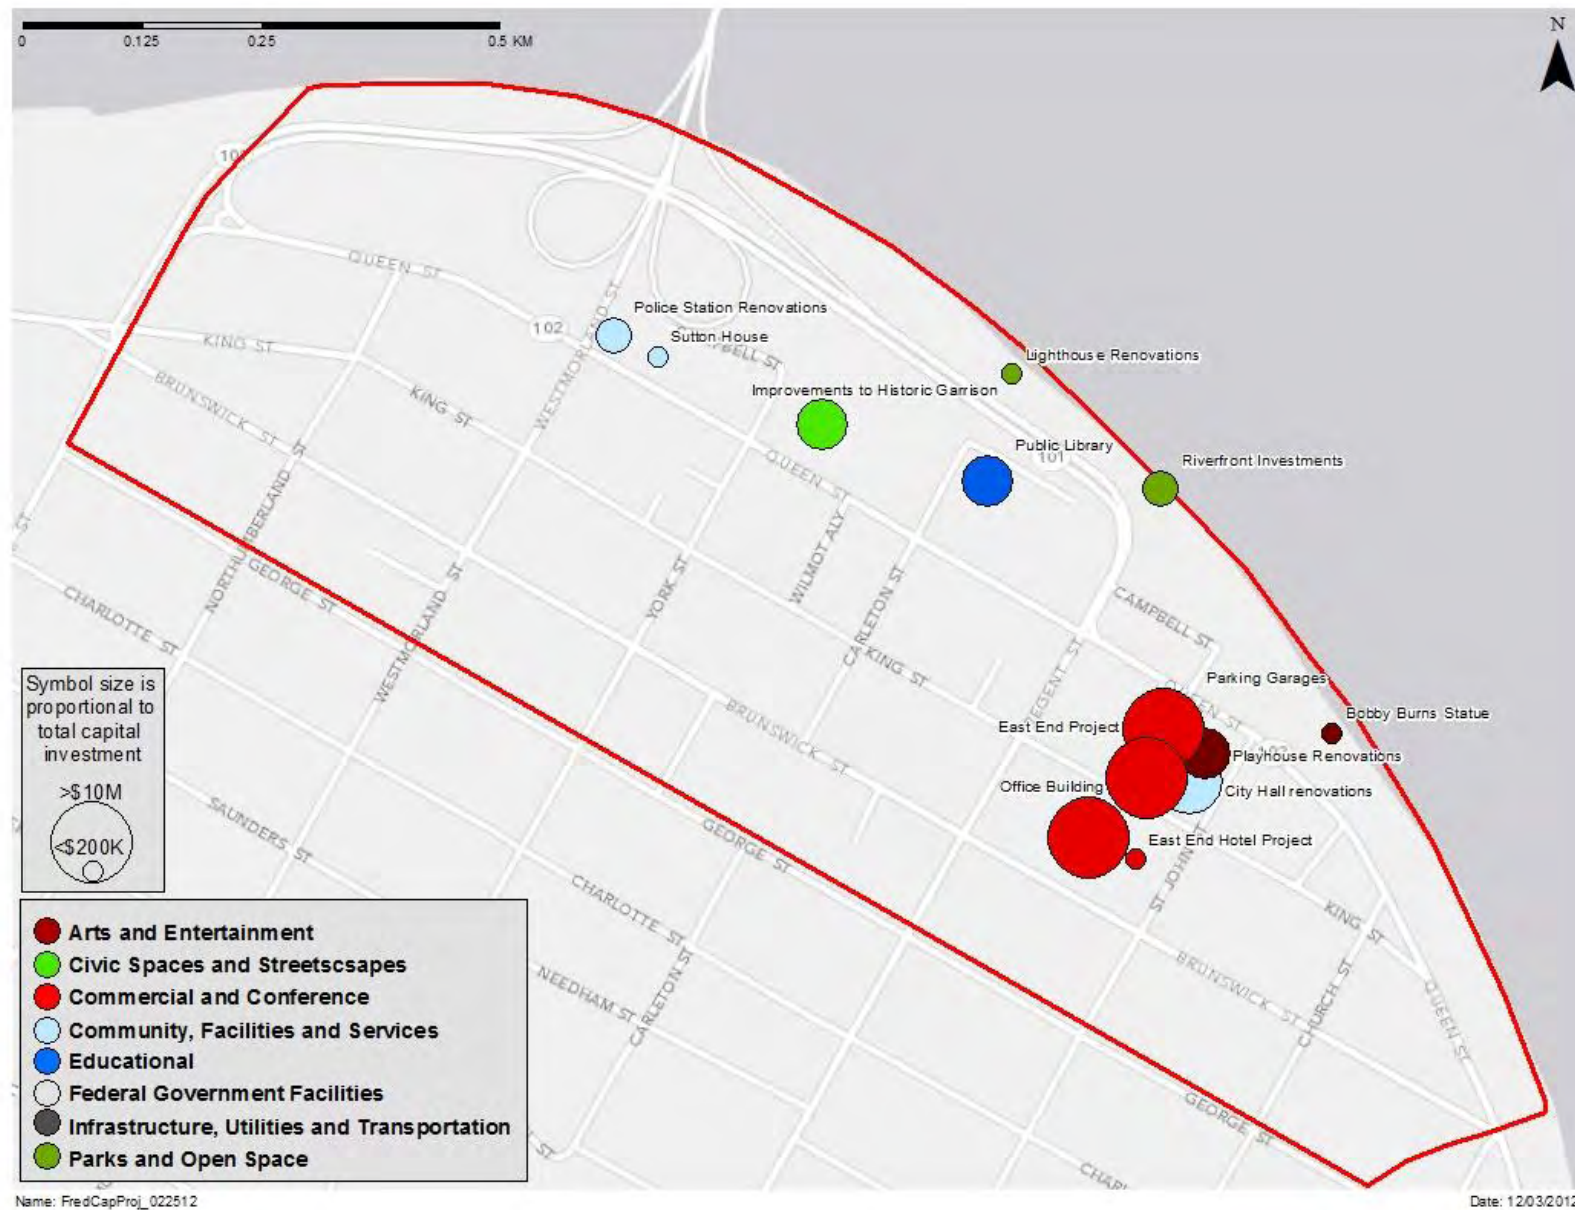 0 0.125 0.25 0.5 KM
N
QUEEN ST
102
WESTMORLAND ST
Police Station Renovations
Sutton House
KING ST
BRUNSWICK ST
KING ST
Lighthouse Renovations
Improvements to Historic Garrison
Public Library
101
Riverfront Investments
QUEEN ST
NORTHUMBERLAND ST
GEORGE ST
WESTMORLAND ST
YORK ST
WILMOT ALY
CARLETON ST
KING ST
CAMPBELL ST
CHARLOTTE ST
Symbol size is
proportional to
total capital
investment
>$10M
<$200K
Parking Garages
QUEEN ST
East End Project
Bobby Burns Statue
102
Playhouse Renovations
BRUNSWICK ST
Office Building
City Hall renovations
East End Hotel Project
SAUNDERS ST
GEORGE ST
ST JOHN ST
CHARLOTTE ST
KING ST
NEEDHAM ST
CARLETON ST
BRUNSWICK ST
CHURCH ST
QUEEN ST
GEORGE ST
Arts and Entertainment
Civic Spaces and Streetscsapes
Commercial and Conference
Community, Facilities and Services
Educational
Federal Government Facilities
Infrastructure, Utilities and Transportation
Parks and Open Space
Name: FredCapProj_022512
Date: 12/03/2012